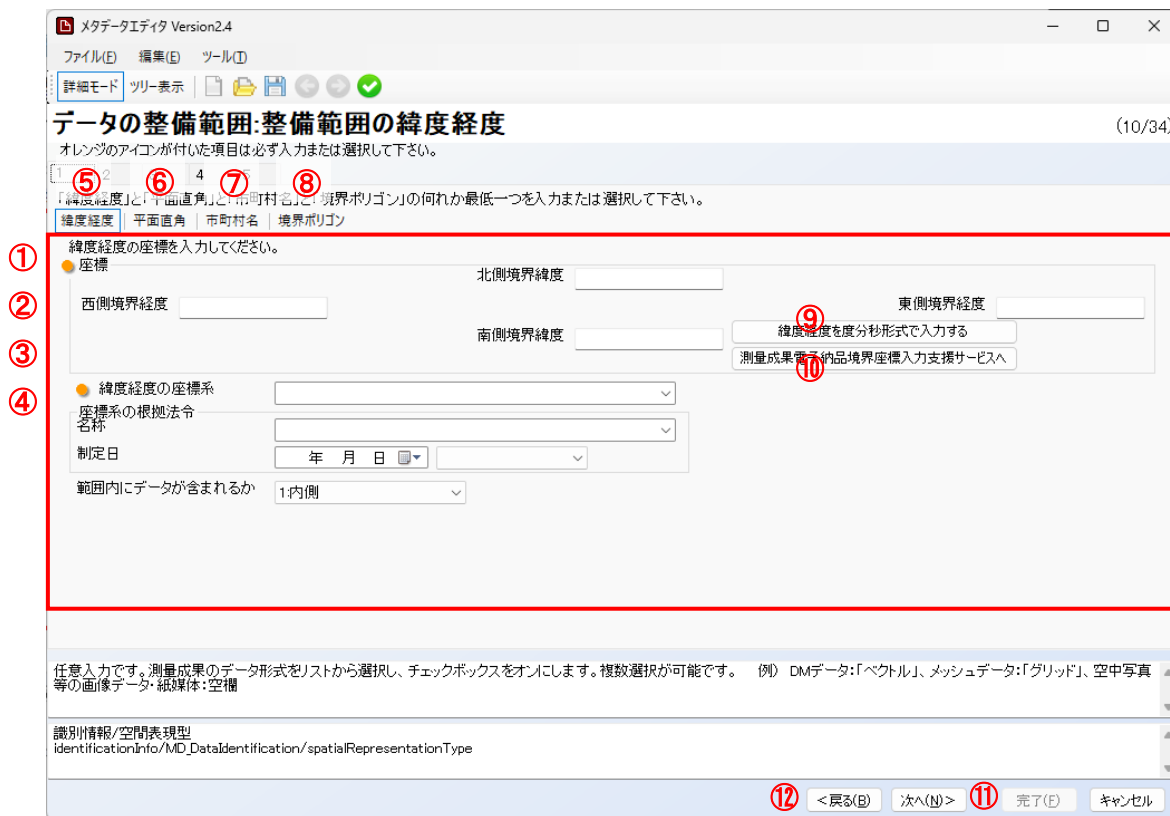 メタデータエディタ Version2.4
ファイル(F) 編集(E) ツール(T)
詳細モード ツリー表示
データの整備範囲:整備範囲の緯度経度 (10/34)
オレンジのアイコンが付いた項目は必ず入力または選択して下さい。
1 2 4 5
⑤ ⑥ ⑦ ⑧
「緯度経度」と「平面直角」と「市町村名」と「境界ポリゴン」の何れか最低一つを入力または選択して下さい。
緯度経度 平面直角 市町村名 境界ポリゴン
緯度経度の座標を入力してください。
① 座標
北側境界緯度
② 西側境界経度 東側境界経度
⑨
南側境界緯度 緯度経度を度分秒形式で入力する
③ 測量成果電子納品境界座標入力支援サービスへ
⑩
④ 緯度経度の座標系
座標系の根拠法令
名称
制定日 年 月 日
範囲内にデータが含まれるか 1:内側
任意入力です。測量成果のデータ形式をリストから選択し、チェックボックスをオンにします。複数選択が可能です。 例) DMデータ:「ベクトル」、メッシュデータ:「グリッド」、空中写真
等の画像データ・紙媒体:空欄
識別情報/空間表現型
identificationInfo/MD_DataIdentification/spatialRepresentationType
⑫ <戻る(B) 次へ(N)> ⑪ 完了(F) キャンセル